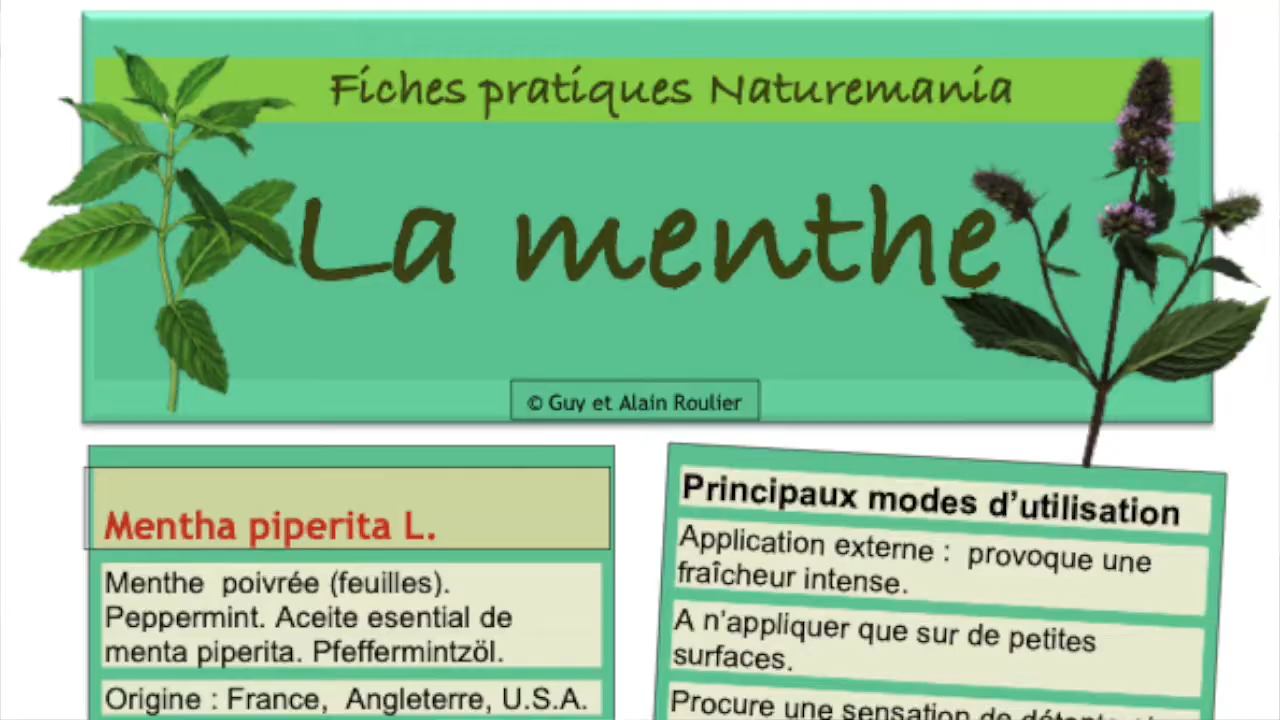 Fiches pratiques Naturemania
La menthe
© Guy et Alain Roulier
Mentha piperita L.
Menthe poivrée (feuilles).
Peppermint. Aceite esential de
menta piperita. Pfeffermintzöl.
Origine : France, Angleterre, U.S.A.
Principaux modes d’utilisation
Application externe : provoque une
fraîcheur intense.
A n’appliquer que sur de petites
surfaces.
Procure une sensation de